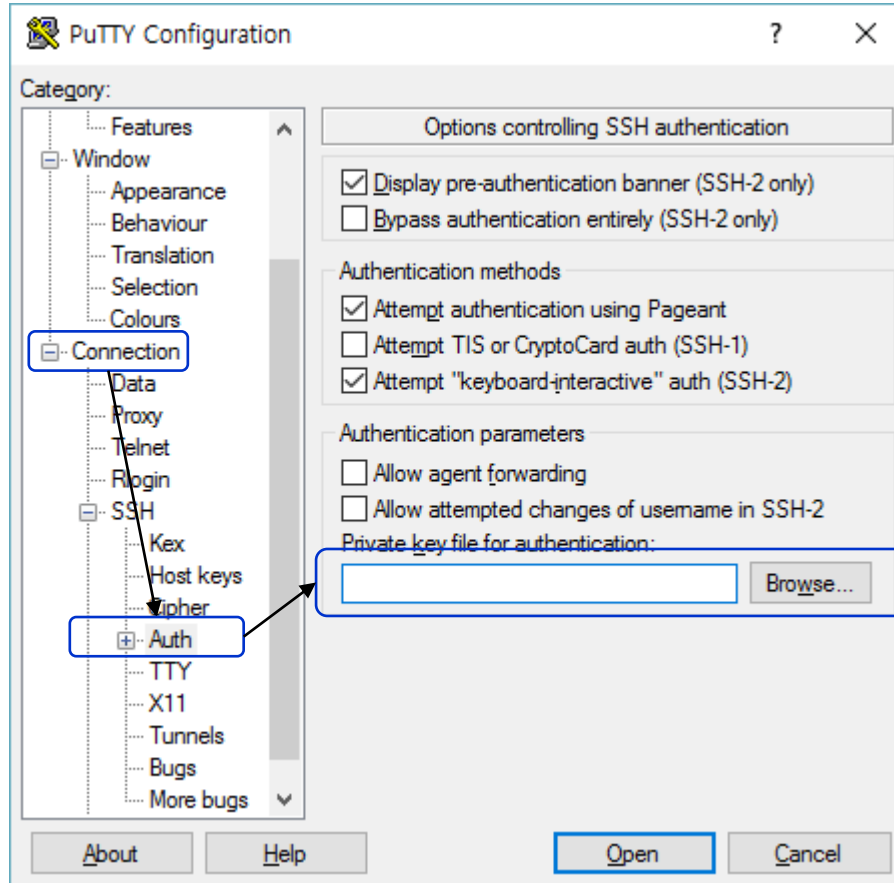 PuTTY Configuration
?
Category:
Features
Window
Appearance
Behaviour
Translation
Selection
Colours
Connection
Data
Proxy
Telnet
Rlogin
SSH
Kex
Host keys
Cipher
Auth
TTY
X11
Tunnels
Bugs
More bugs
Options controlling SSH authentication
Display pre-authentication banner (SSH-2 only)
Bypass authentication entirely (SSH-2 only)
Authentication methods
Attempt authentication using Pageant
Attempt TIS or CryptoCard auth (SSH-1)
Attempt "keyboard-interactive" auth (SSH-2)
Authentication parameters
Allow agent forwarding
Allow attempted changes of username in SSH-2
Private key file for authentication:
Browse...
About
Help
Open
Cancel